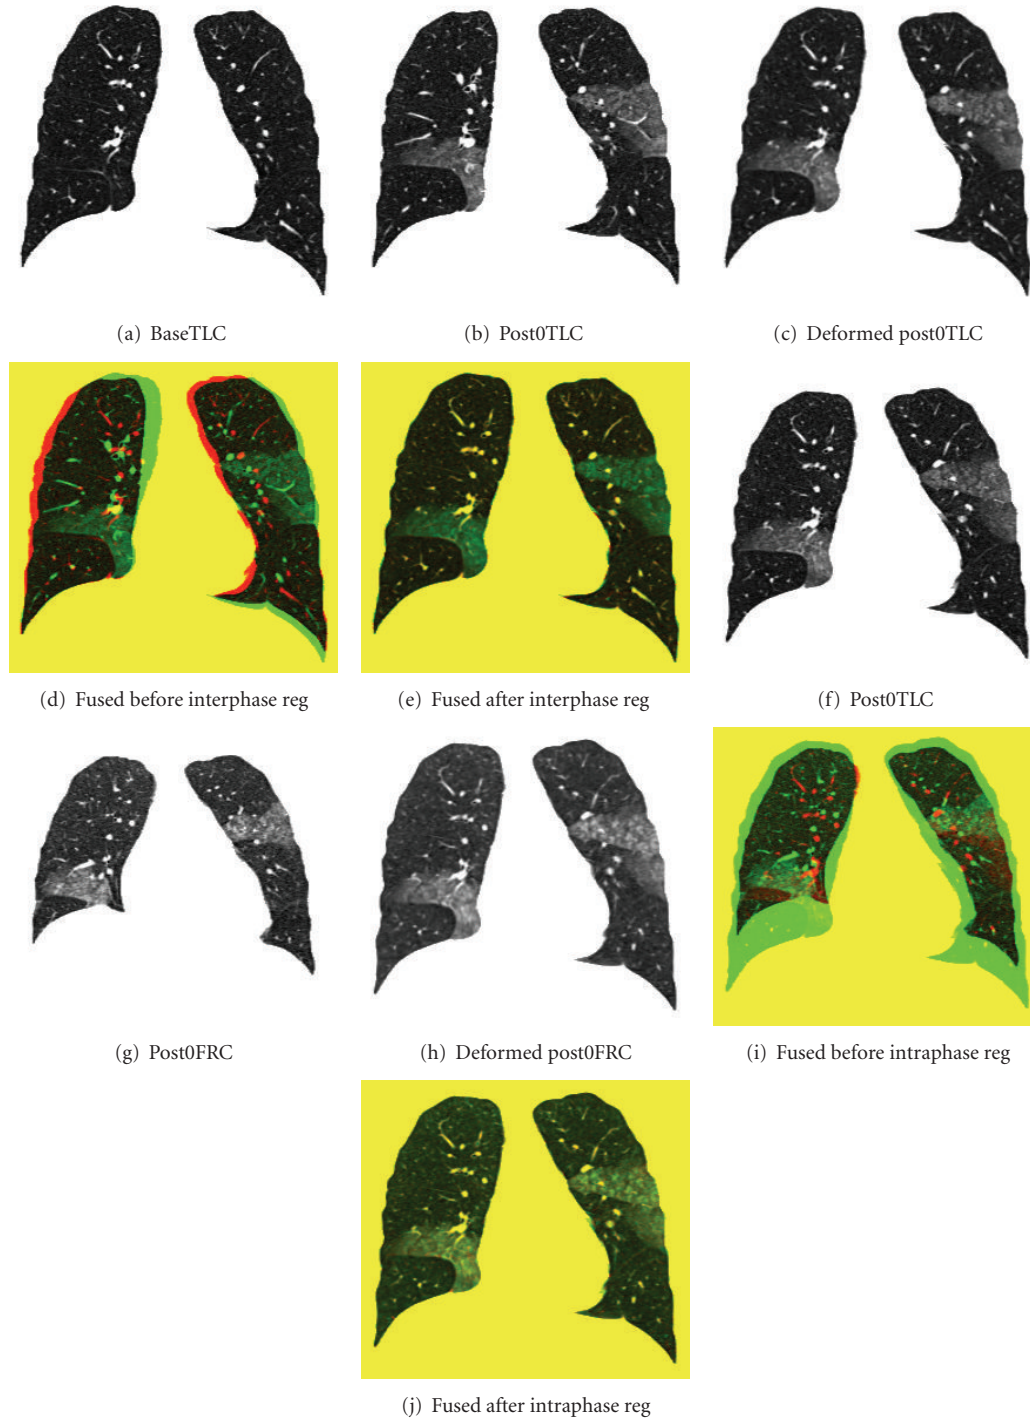 (a) BaseTLC
(b) Post0TLC
(c) Deformed post0TLC
(d) Fused before interphase reg
(e) Fused after interphase reg
(f) Post0TLC
(g) Post0FRC
(h) Deformed post0FRC
(i) Fused before intraphase reg
(j) Fused after intraphase reg